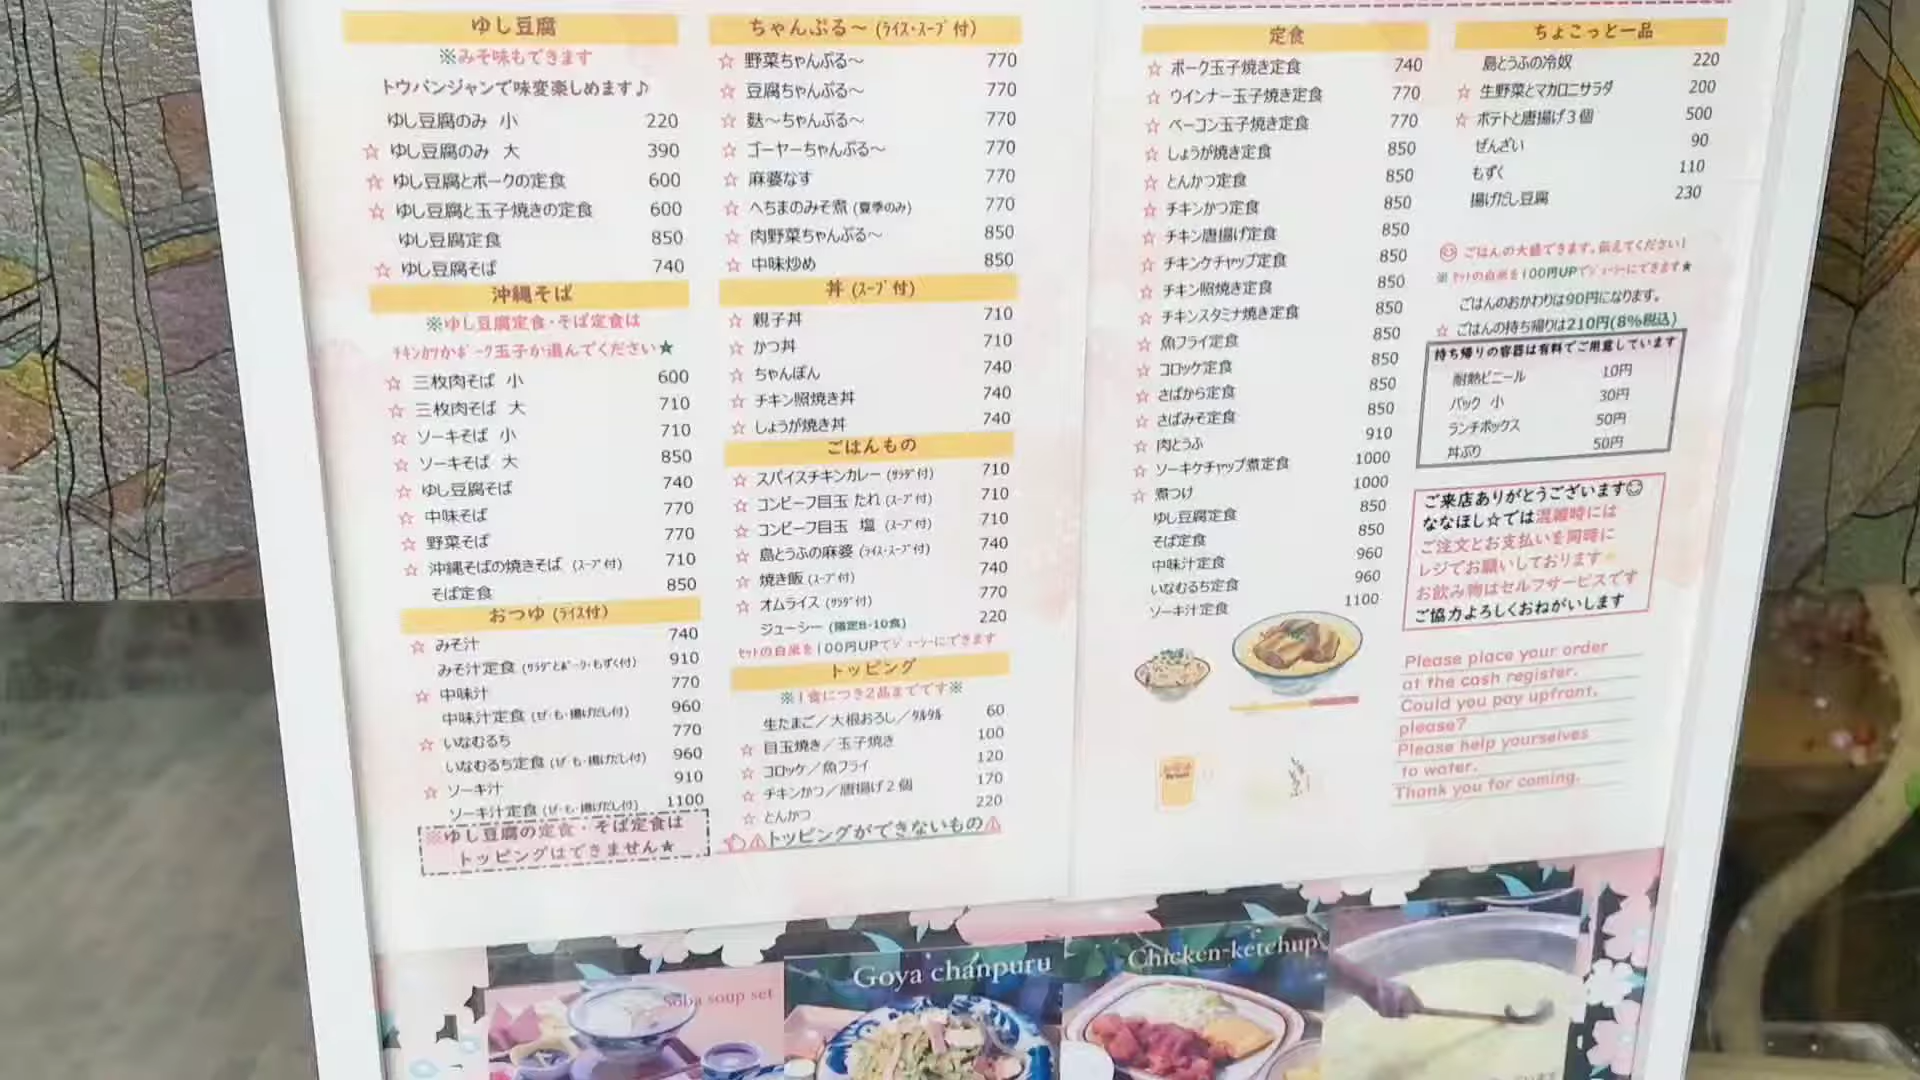 ゆし豆腐
※みそ味もできます
トウバンジャンで味変楽しめます♪
ゆし豆腐のみ 小 220
☆ ゆし豆腐のみ 大 390
☆ ゆし豆腐とポークの定食 600
☆ ゆし豆腐と玉子焼きの定食 600
ゆし豆腐定食 850
☆ ゆし豆腐そば 740
沖縄そば
※ゆし豆腐定食・そば定食は
ﾁｷﾝｶﾂかﾎﾟｰｸ玉子か選んでください★
☆ 三枚肉そば 小 600
☆ 三枚肉そば 大 710
☆ ソーキそば 小 710
☆ ソーキそば 大 850
☆ ゆし豆腐そば 740
☆ 中味そば 770
☆ 野菜そば 770
☆ 沖縄そばの焼きそば (ｽｰﾌﾟ付) 710
そば定食 850
おつゆ (ﾗｲｽ付)
☆ みそ汁 740
みそ汁定食 (ｻﾗﾀﾞとﾎﾟｰｸ・もずく付) 910
☆ 中味汁 770
中味汁定食 (ぜ・も・揚げだし付) 960
☆ いなむるち 770
いなむるち定食 (ぜ・も・揚げだし付) 960
☆ ソーキ汁 910
ソーキ汁定食 (ぜ・も・揚げだし付) 1100
※ゆし豆腐の定食・そば定食は
トッピングはできません★
ちゃんぷる～ (ﾗｲｽ・ｽｰﾌﾟ付)
☆ 野菜ちゃんぷる～ 770
☆ 豆腐ちゃんぷる～ 770
☆ 麩～ちゃんぷる～ 770
☆ ゴーヤーちゃんぷる～ 770
☆ 麻婆なす 770
☆ へちまのみそ煮 (夏季のみ) 770
☆ 肉野菜ちゃんぷる～ 850
☆ 中味炒め 850
丼 (ｽｰﾌﾟ付)
☆ 親子丼 710
☆ かつ丼 710
☆ ちゃんぽん 740
☆ チキン照焼き丼 740
☆ しょうが焼き丼 740
ごはんもの
☆ スパイスチキンカレー (ｻﾗﾀﾞ付) 710
☆ コンビーフ目玉 たれ (ｽｰﾌﾟ付) 710
☆ コンビーフ目玉 塩 (ｽｰﾌﾟ付) 710
☆ 島とうふの麻婆 (ﾗｲｽ・ｽｰﾌﾟ付) 740
☆ 焼き飯 (ｽｰﾌﾟ付) 740
☆ オムライス (ｻﾗﾀﾞ付) 770
ジューシー (限定8-10食) 220
ｾｯﾄの白米を100円UPでｼﾞｭｰｼｰにできます
トッピング
※1食につき2品までです※
生たまご／大根おろし／ﾀﾙﾀﾙ 60
☆ 目玉焼き／玉子焼き 100
☆ コロッケ／魚フライ 120
☆ チキンかつ／唐揚げ2個 170
☆ とんかつ 220
⚠トッピングができないもの⚠
定食
☆ ポーク玉子焼き定食 740
☆ ウインナー玉子焼き定食 770
☆ ベーコン玉子焼き定食 770
☆ しょうが焼き定食 850
☆ とんかつ定食 850
☆ チキンかつ定食 850
☆ チキン唐揚げ定食 850
☆ チキンケチャップ定食 850
☆ チキン照焼き定食 850
☆ チキンスタミナ焼き定食 850
☆ 魚フライ定食 850
☆ コロッケ定食 850
☆ さばから定食 850
☆ さばみそ定食 850
☆ 肉とうふ 910
☆ ソーキケチャップ煮定食 1000
☆ 煮つけ 1000
ゆし豆腐定食 850
そば定食 850
中味汁定食 960
いなむるち定食 960
ソーキ汁定食 1100
ちょこっと一品
島とうふの冷奴 220
☆ 生野菜とマカロニサラダ 200
☆ ポテトと唐揚げ3個 500
ぜんざい 90
もずく 110
揚げだし豆腐 230
ごはんの大盛できます。伝えてください!
※ ｾｯﾄの白米を100円UPでｼﾞｭｰｼｰにできます★
ごはんのおかわりは90円になります。
☆ ごはんの持ち帰りは210円(8%税込)
持ち帰りの容器は有料でご用意しています
耐熱ビニール 10円
パック 小 30円
ランチボックス 50円
丼ぶり 50円
ご来店ありがとうございます
ななほし☆では混雑時には
ご注文とお支払いを同時に
レジでお願いしております
お飲み物はセルフサービスです
ご協力よろしくおねがいします
Please place your order
at the cash register.
Could you pay upfront,
please?
Please help yourselves
to water.
Thank you for coming.
Soba soup set
Goya chanpuru
Chicken-ketchup